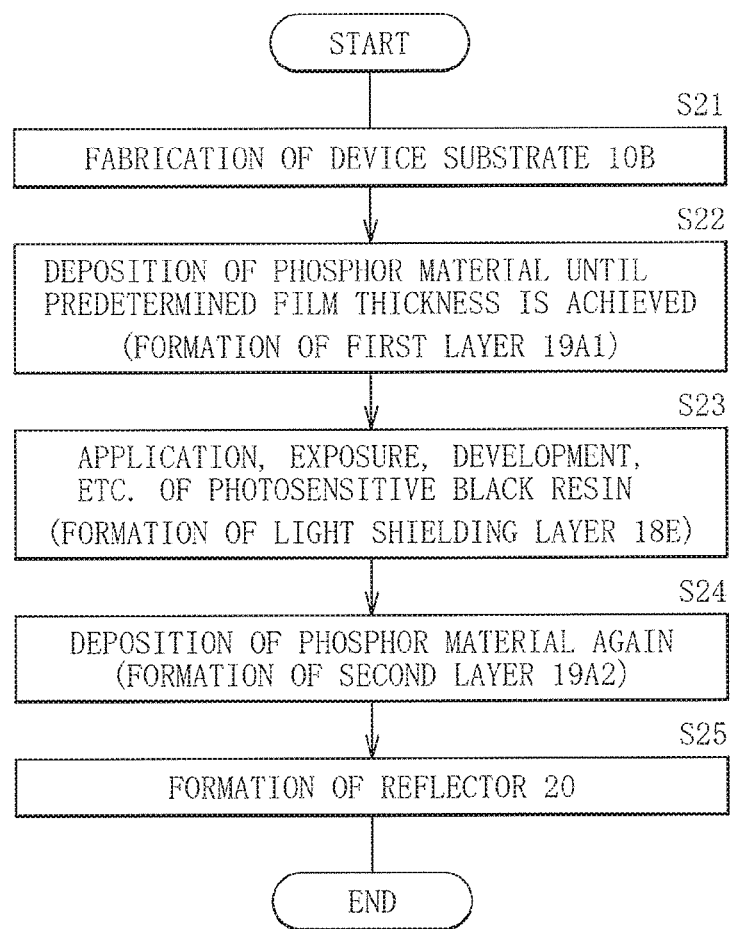 START
S21
FABRICATION OF DEVICE SUBSTRATE 10B
S22
DEPOSITION OF PHOSPHOR MATERIAL UNTIL
PREDETERMINED FILM THICKNESS IS ACHIEVED
(FORMATION OF FIRST LAYER 19A1)
S23
APPLICATION, EXPOSURE, DEVELOPMENT,
ETC. OF PHOTOSENSITIVE BLACK RESIN
(FORMATION OF LIGHT SHIELDING LAYER 18E)
S24
DEPOSITION OF PHOSPHOR MATERIAL AGAIN
(FORMATION OF SECOND LAYER 19A2)
S25
FORMATION OF REFLECTOR 20
END